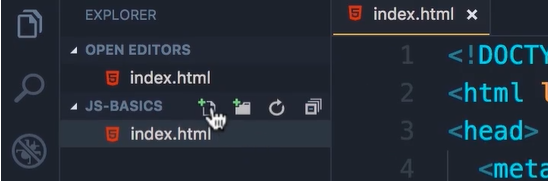 EXPLORER
index.html
OPEN EDITORS
index.html
JS-BASICS
index.html
1 <!DOCTY
2 <html l
3 <head>
4 <meta